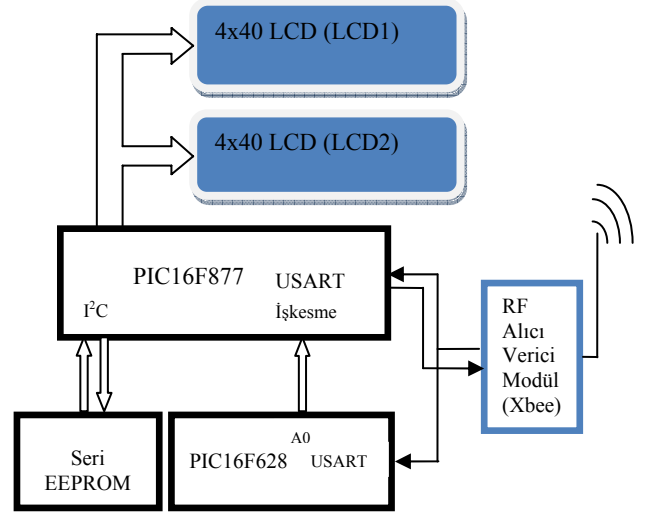 4x40 LCD (LCD1)
4x40 LCD (LCD2)
PIC16F877
USART
I²C
İşkesme
RF
Alıcı
Verici
Modül
(Xbee)
Seri
EEPROM
A0
PIC16F628 USART